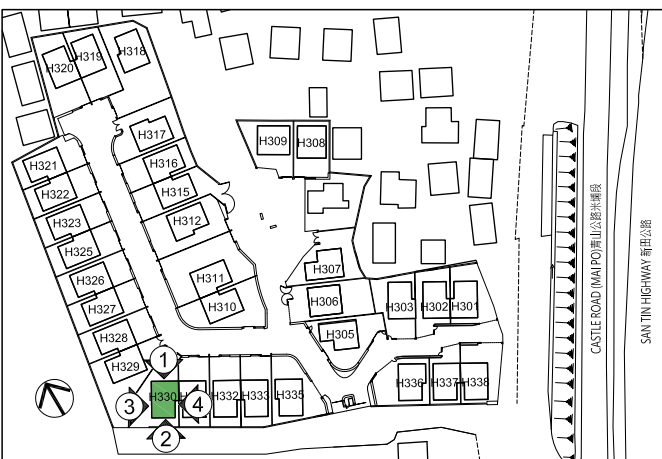 H318
H319
H320
H317
H309
H308
H321
H316
H322
H315
H323
H312
H325
H307
H326
H311
H306
H303
H302
H301
H327
H310
H328
H305
H329
1
H336
H337
H338
3
H330
4
H332
H333
H335
2
CASTLE ROAD (MAI PO)青山公路米埔段
SAN TIN HIGHWAY 新田公路